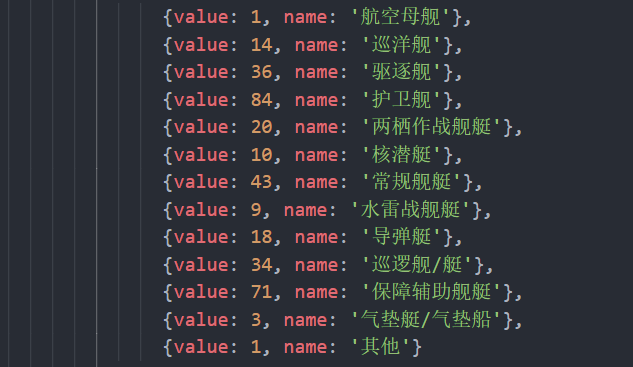 {value: 1, name: '航空母舰'},
{value: 14, name: '巡洋舰'},
{value: 36, name: '驱逐舰'},
{value: 84, name: '护卫舰'},
{value: 20, name: '两栖作战舰艇'},
{value: 10, name: '核潜艇'},
{value: 43, name: '常规舰艇'},
{value: 9, name: '水雷战舰艇'},
{value: 18, name: '导弹艇'},
{value: 34, name: '巡逻舰/艇'},
{value: 71, name: '保障辅助舰艇'},
{value: 3, name: '气垫艇/气垫船'},
{value: 1, name: '其他'}